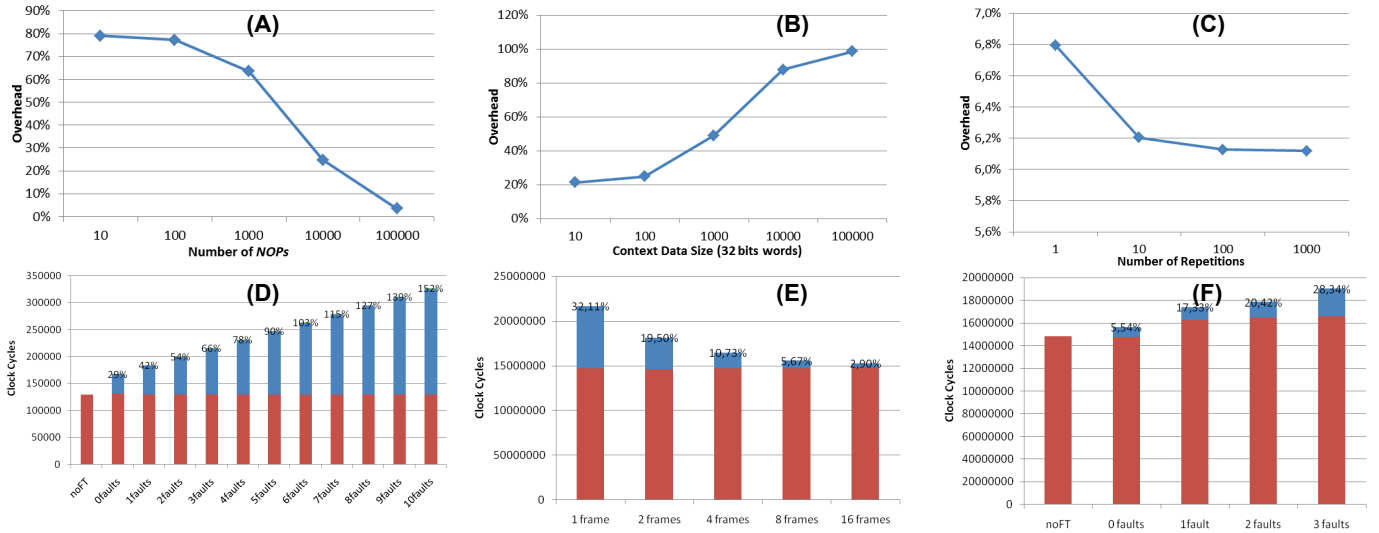 (A)
90%
80%
70%
60%
50%
40%
30%
20%
10%
0%
Overhead
10 100 1000 10000 100000
Number of NOPs
(B)
120%
100%
80%
60%
40%
20%
0%
Overhead
10 100 1000 10000 100000
Context Data Size (32 bits words)
(C)
7,0%
6,8%
6,6%
6,4%
6,2%
6,0%
5,8%
5,6%
Overhead
1 10 100 1000
Number of Repetitions
(D)
350000
300000
250000
200000
150000
100000
50000
0
Clock Cycles
29% 42% 54% 66% 78% 90% 103% 115% 127% 139% 152%
noFT 0faults 1faults 2faults 3faults 4faults 5faults 6faults 7faults 8faults 9faults 10faults
(E)
25000000
20000000
15000000
10000000
50000000
0
Clock Cycles
32,11% 19,50% 10,73% 5,67% 2,90%
1 frame 2 frames 4 frames 8 frames 16 frames
(F)
20000000
18000000
16000000
14000000
12000000
10000000
80000000
60000000
40000000
20000000
0
Clock Cycles
5,54% 17,33% 20,42% 28,34%
noFT 0 faults 1fault 2 faults 3 faults